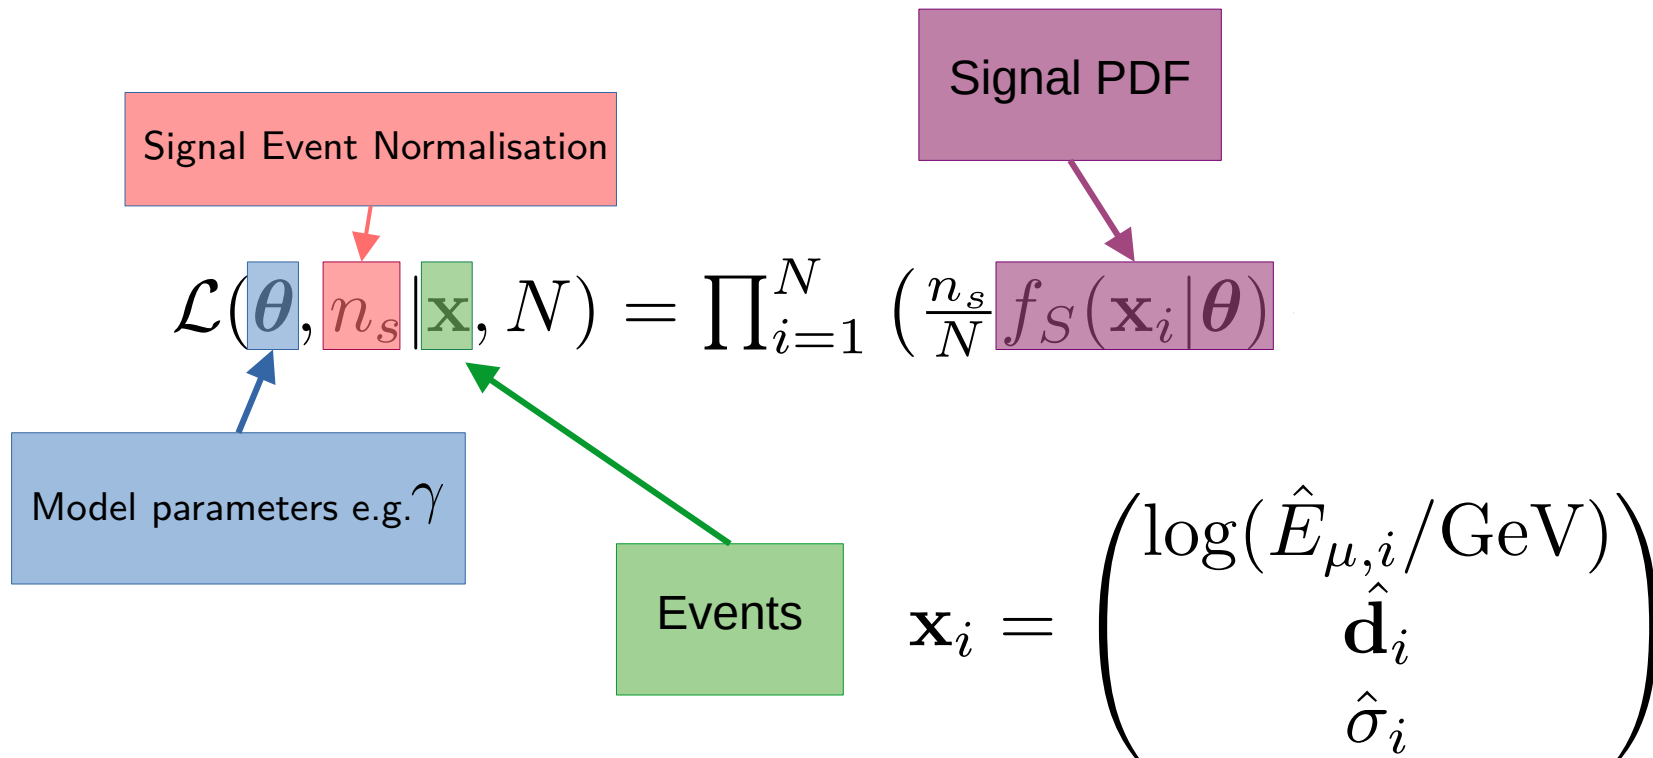 Signal PDF
Signal Event Normalisation
𝓛(𝜽, n_s|𝐱, N) = ∏_{i=1}^{N} (n_s/N f_S(𝐱_i|𝜽)
Model parameters e.g. γ
Events
𝐱_i = ( log(Ê_{μ,i}/GeV)
𝐝̂_i
σ̂_i )